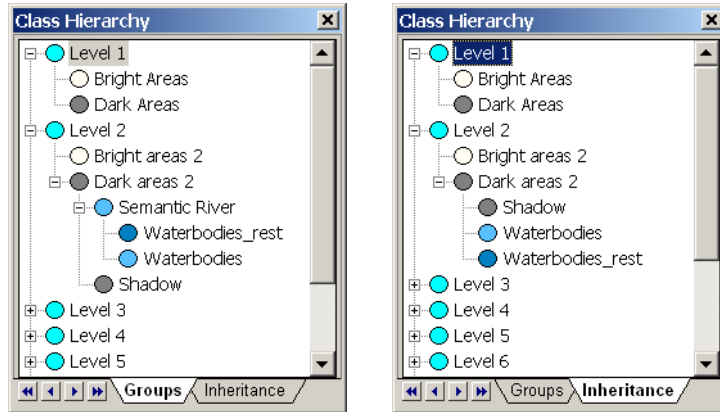 Class Hierarchy
Level 1
Bright Areas
Dark Areas
Level 2
Bright areas 2
Dark areas 2
Semantic River
Waterbodies_rest
Waterbodies
Shadow
Level 3
Level 4
Level 5
Groups Inheritance
Class Hierarchy
Level 1
Bright Areas
Dark Areas
Level 2
Bright areas 2
Dark areas 2
Shadow
Waterbodies
Waterbodies_rest
Level 3
Level 4
Level 5
Level 6
Groups Inheritance